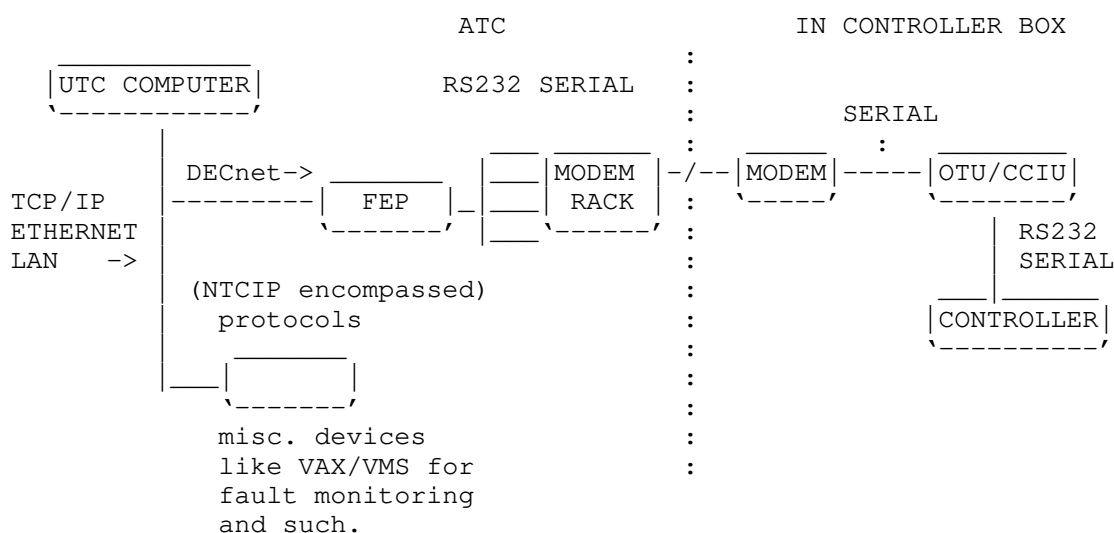 ATC IN CONTROLLER BOX
UTC COMPUTER RS232 SERIAL
SERIAL
DECnet-> MODEM MODEM OTU/CCIU
TCP/IP FEP RACK
ETHERNET RS232
LAN -> SERIAL
(NTCIP encompassed)
protocols CONTROLLER
misc. devices
like VAX/VMS for
fault monitoring
and such.